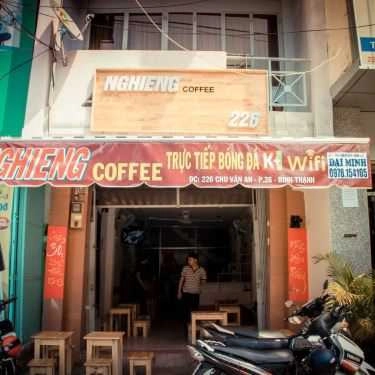 NGHIENG COFFEE
226
NGHIENG COFFEE
TRỰC TIẾP BÓNG ĐÁ K+ Wifi
ĐC: 226 CHU VĂN AN - P.26 - BÌNH THẠNH
ĐẠI MINH
0978.154105